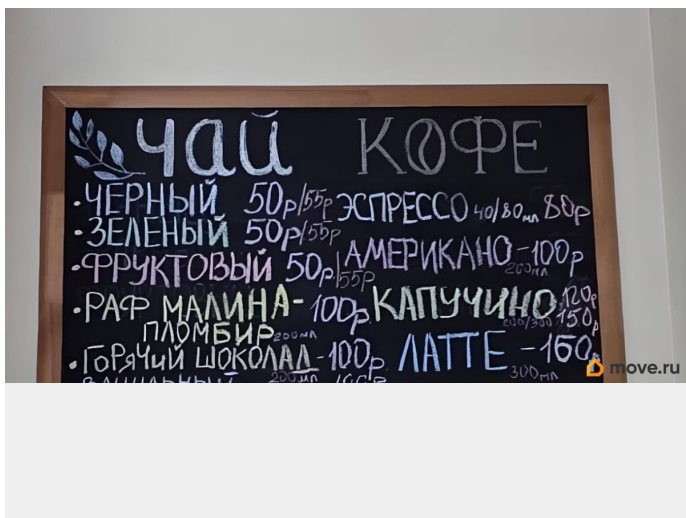 чай
•ЧЕРНЫЙ 50р/55р
•ЗЕЛЕНЫЙ 50р/55р
•ФРУКТОВЫЙ 50р/55р
•РАФ МАЛИНА- 100р
ПЛОМБИР 200мл
•ГОРЯЧИЙ ШОКОЛАД -100р
200мл
КОФЕ
ЭСПРЕССО 40/80мл 80р
АМЕРИКАНО -100р
200мл
КАПУЧИНО 120р
200/300 150р
ЛАТТЕ -160р
300мл
move.ru